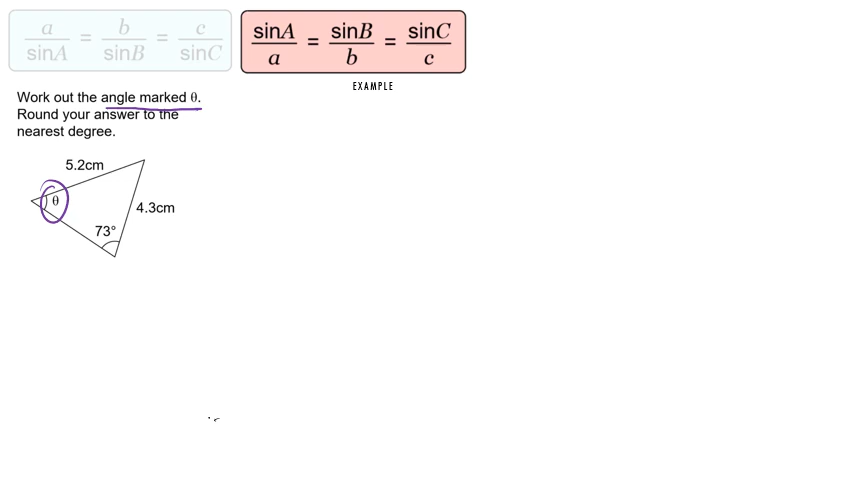 a/sinA = b/sinB = c/sinC
sinA/a = sinB/b = sinC/c
EXAMPLE
Work out the angle marked θ.
Round your answer to the
nearest degree.
5.2cm
θ
4.3cm
73°